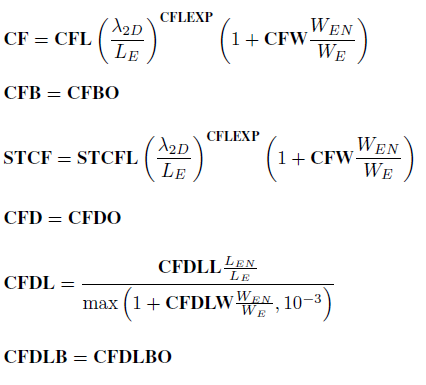 CF = CFL (λ_{2D} / L_E)^{CFLEXP} (1 + CFW W_{EN} / W_E)
CFB = CFBO
STCF = STCFL (λ_{2D} / L_E)^{CFLEXP} (1 + CFW W_{EN} / W_E)
CFD = CFDO
CFDL = CFDLL L_{EN} / L_E / max (1 + CFDLW W_{EN} / W_E , 10^{-3})
CFDLB = CFDLBO